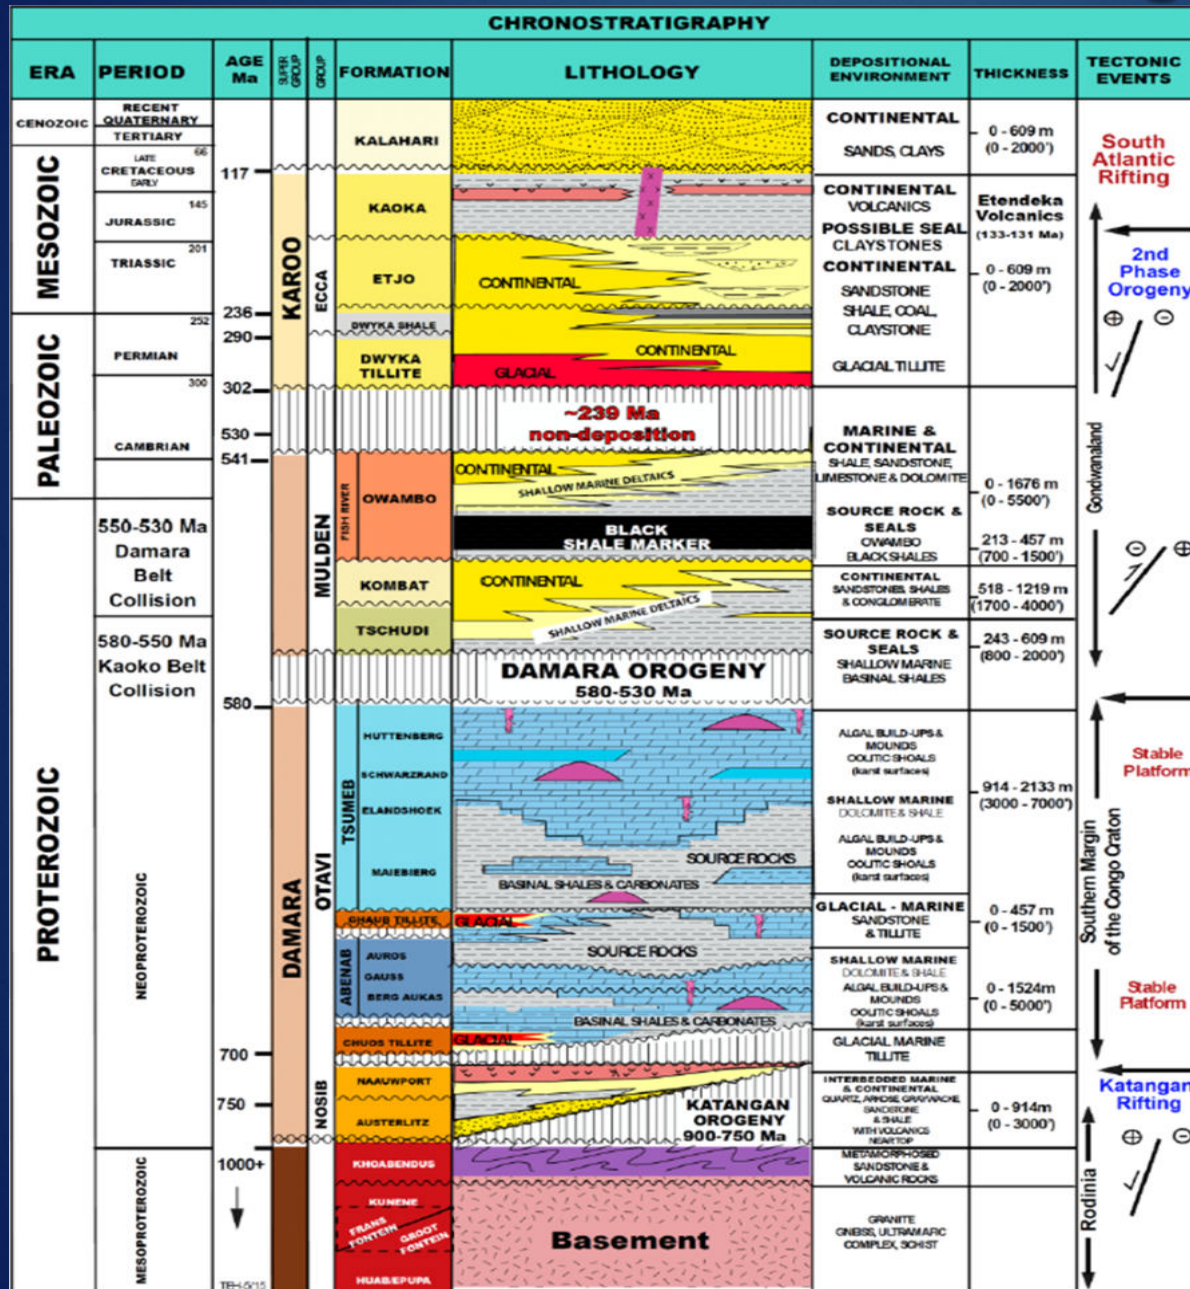 CHRONOSTRATIGRAPHY
ERA
PERIOD
AGE
Ma
SUPER
GROUP
GROUP
FORMATION
LITHOLOGY
DEPOSITIONAL
ENVIRONMENT
THICKNESS
TECTONIC
EVENTS
CENOZOIC
MESOZOIC
PALEOZOIC
PROTEROZOIC
RECENT
QUATERNARY
TERTIARY
66
LATE
CRETACEOUS
EARLY
145
JURASSIC
201
TRIASSIC
252
PERMIAN
300
CAMBRIAN
550-530 Ma
Damara
Belt
Collision
580-550 Ma
Kaoko Belt
Collision
NEOPROTEROZOIC
MESOPROTEROZOIC
117
236
290
302
530
541
580
700
750
1000+
TEH-5/15
KAROO
DAMARA
ECCA
MULDEN
OTAVI
NOSIB
KALAHARI
KAOKA
ETJO
DWYKA SHALE
DWYKA
TILLITE
FISH RIVER
OWAMBO
KOMBAT
TSCHUDI
TSUMEB
HUTTENBERG
SCHWARZRAND
ELANDSHOEK
MAIEBIERG
GHAUB TILLITE
ABENAB
AUROS
GAUSS
BERG AUKAS
CHUOS TILLITE
NAAUWPORT
AUSTERLITZ
KHOABENDUS
KUNENE
FRANS
FONTEIN
GROOT
FONTEIN
HUAB/EPUPA
CONTINENTAL
CONTINENTAL
GLACIAL
~239 Ma
non-deposition
CONTINENTAL
SHALLOW MARINE DELTAICS
BLACK
SHALE MARKER
CONTINENTAL
SHALLOW MARINE DELTAICS
DAMARA OROGENY
580-530 Ma
SOURCE ROCKS
BASINAL SHALES & CARBONATES
GLACIAL
SOURCE ROCKS
BASINAL SHALES & CARBONATES
GLACIAL
KATANGAN
OROGENY
900-750 Ma
Basement
CONTINENTAL
SANDS, CLAYS
CONTINENTAL
VOLCANICS
POSSIBLE SEAL
CLAYSTONES
CONTINENTAL
SANDSTONE
SHALE, COAL,
CLAYSTONE
GLACIAL TILLITE
MARINE &
CONTINENTAL
SHALE, SANDSTONE,
LIMESTONE & DOLOMITE
SOURCE ROCK &
SEALS
OWAMBO
BLACK SHALES
CONTINENTAL
SANDSTONES, SHALES
& CONGLOMERATE
SOURCE ROCK &
SEALS
SHALLOW MARINE
BASINAL SHALES
ALGAL BUILD-UPS &
MOUNDS
OOLITIC SHOALS
(karst surfaces)
SHALLOW MARINE
DOLOMITE & SHALE
ALGAL BUILD-UPS &
MOUNDS
OOLITIC SHOALS
(karst surfaces)
GLACIAL - MARINE
SANDSTONE
& TILLITE
SHALLOW MARINE
DOLOMITE & SHALE
ALGAL BUILD-UPS &
MOUNDS
OOLITIC SHOALS
(karst surfaces)
GLACIAL MARINE
TILLITE
INTERBEDDED MARINE
& CONTINENTAL
QUARTZ, ARKOSE, GRAYWACKE,
SANDSTONE
& SHALE
WITH VOLCANICS
NEAR TOP
METAMORPHOSED
SANDSTONE &
VOLCANIC ROCKS
GRANITE
GNEISS, ULTRAMAFIC
COMPLEX, SCHIST
0 - 609 m
(0 - 2000')
Etendeka
Volcanics
(133-131 Ma)
0 - 609 m
(0 - 2000')
0 - 1676 m
(0 - 5500')
213 - 457 m
(700 - 1500')
518 - 1219 m
(1700 - 4000')
243 - 609 m
(800 - 2000')
914 - 2133 m
(3000 - 7000')
0 - 457 m
(0 - 1500')
0 - 1524m
(0 - 5000')
0 - 914m
(0 - 3000')
South
Atlantic
Rifting
2nd
Phase
Orogeny
Gondwanaland
Stable
Platform
Southern Margin
of the Congo Craton
Stable
Platform
Katangan
Rifting
Rodinia